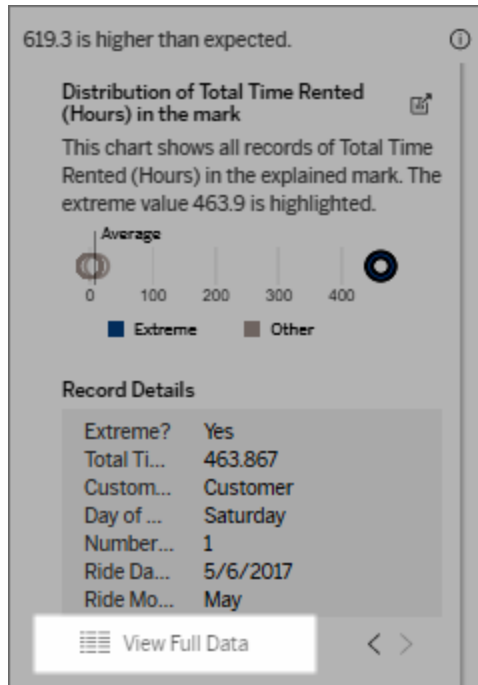 619.3 is higher than expected.
Distribution of Total Time Rented
(Hours) in the mark
This chart shows all records of Total Time
Rented (Hours) in the explained mark. The
extreme value 463.9 is highlighted.
Average
0 100 200 300 400
Extreme Other
Record Details
Extreme? Yes
Total Ti... 463.867
Custom... Customer
Day of ... Saturday
Number... 1
Ride Da... 5/6/2017
Ride Mo... May
View Full Data